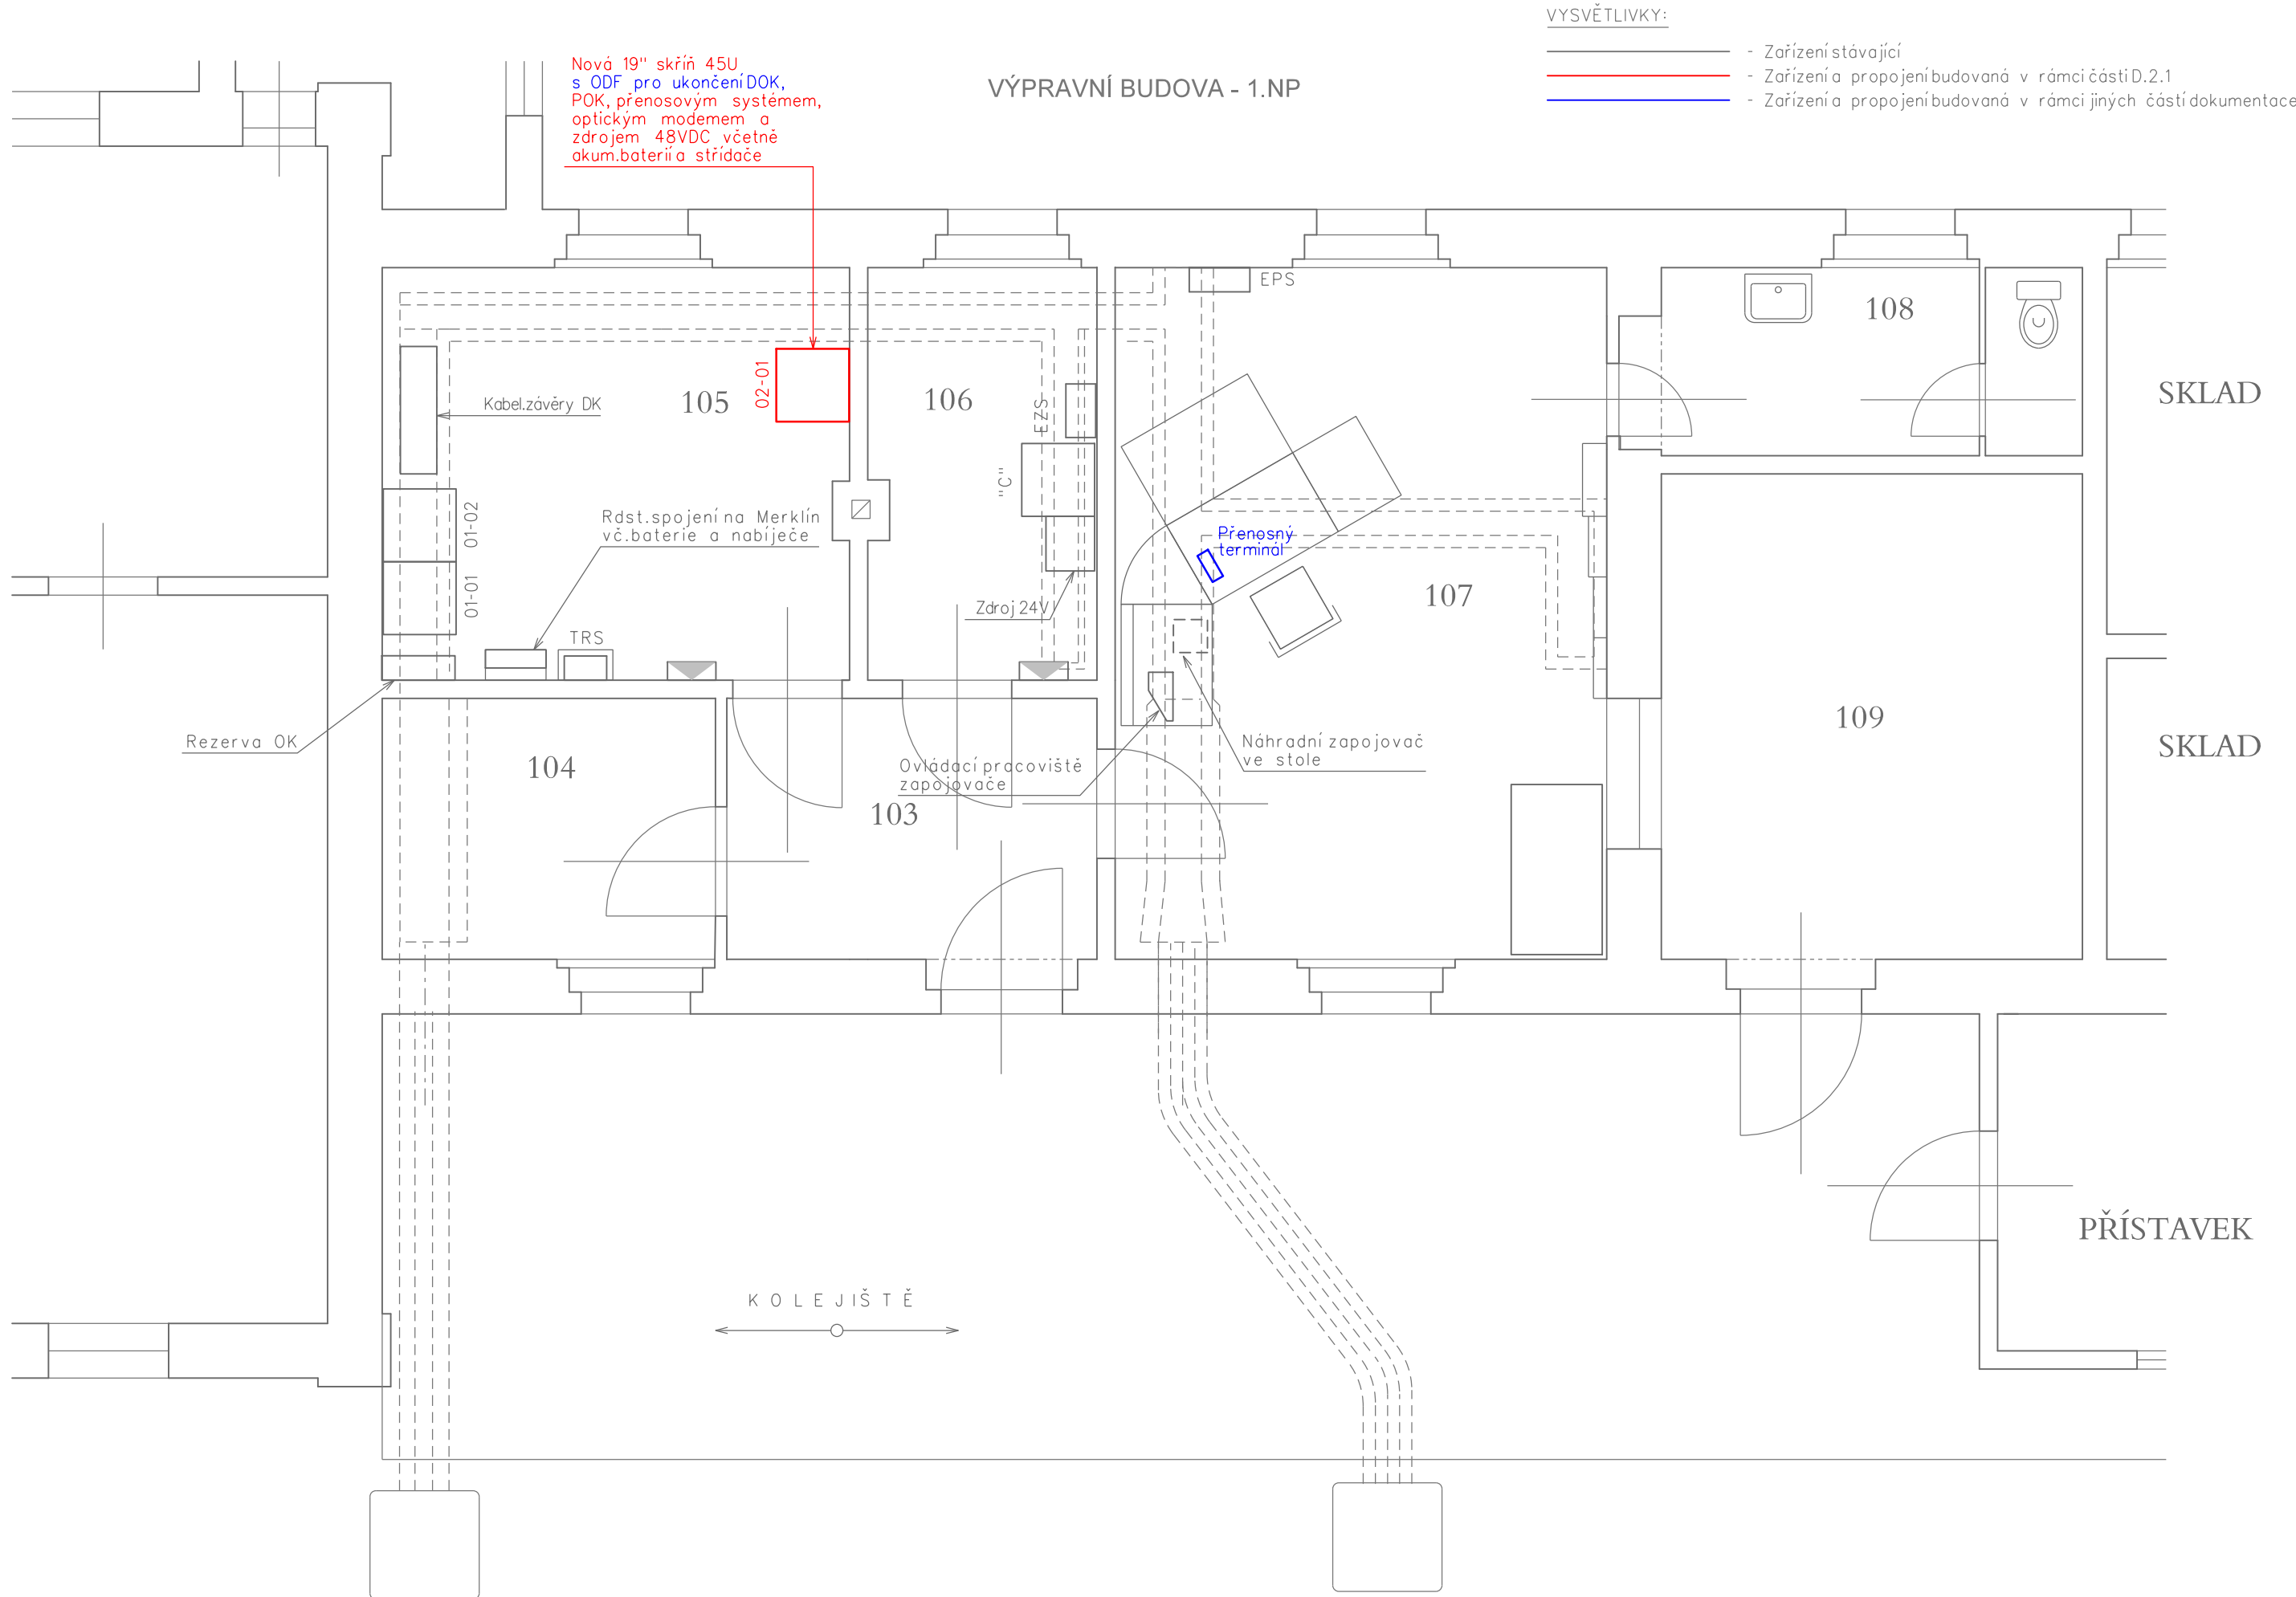 VYSVĚTLIVKY:
- Zařízení stávající
- Zařízení a propojení budovaná v rámci části D.2.1
- Zařízení a propojení budovaná v rámci jiných částí dokumentace
VÝPRAVNÍ BUDOVA - 1.NP
Nová 19" skříň 45U
s ODF pro ukončení DOK,
POK, přenosovým systémem,
optickým modemem a
zdrojem 48VDC včetně
akum.baterií a střídače
EPS
108
02-01
105
106
EZS
Kabel.závěry DK
SKLAD
"C"
01-02
Rdst.spojení na Merklín
vč.baterie a nabíječe
Přenosný
terminál
01-01
107
Zdroj 24V
TRS
109
Rezerva OK
104
Náhradní zapojovač
ve stole
SKLAD
Ovládací pracoviště
zapojovače
103
PŘÍSTAVEK
KOLEJIŠTĚ